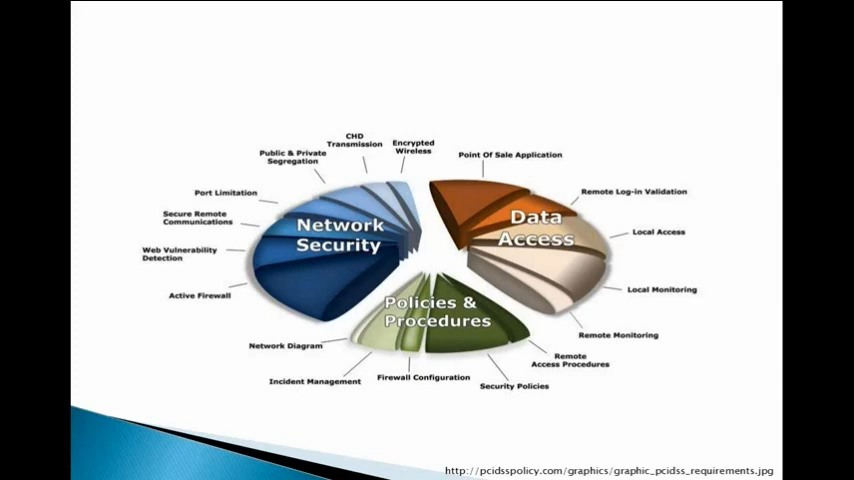 CHD
Transmission
Encrypted
Wireless
Public & Private
Segregation
Point Of Sale Application
Port Limitation
Remote Log-in Validation
Secure Remote
Communications
Network
Security
Data
Access
Local Access
Web Vulnerability
Detection
Active Firewall
Local Monitoring
Policies &
Procedures
Remote Monitoring
Network Diagram
Remote
Access Procedures
Incident Management
Firewall Configuration
Security Policies
http://pcidsspolicy.com/graphics/graphic_pcidss_requirements.jpg